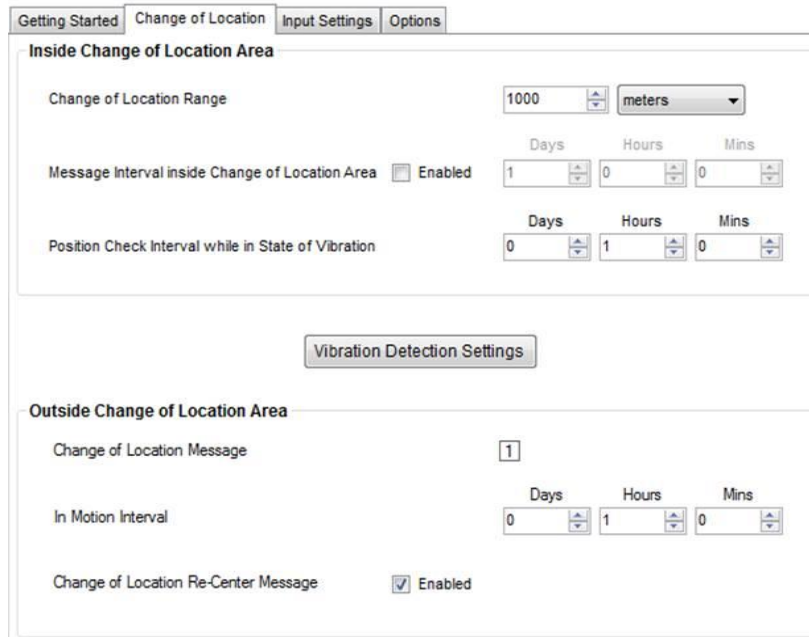 Getting Started Change of Location Input Settings Options
Inside Change of Location Area
Change of Location Range 1000 meters
Days Hours Mins
Message Interval inside Change of Location Area Enabled 1 0 0
Days Hours Mins
Position Check Interval while in State of Vibration 0 1 0
Vibration Detection Settings
Outside Change of Location Area
Change of Location Message 1
Days Hours Mins
In Motion Interval 0 1 0
Change of Location Re-Center Message Enabled